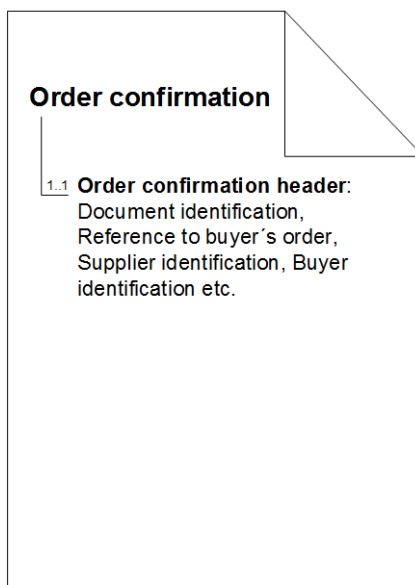 Order confirmation
1..1 Order confirmation header:
Document identification,
Reference to buyer´s order,
Supplier identification, Buyer
identification etc.